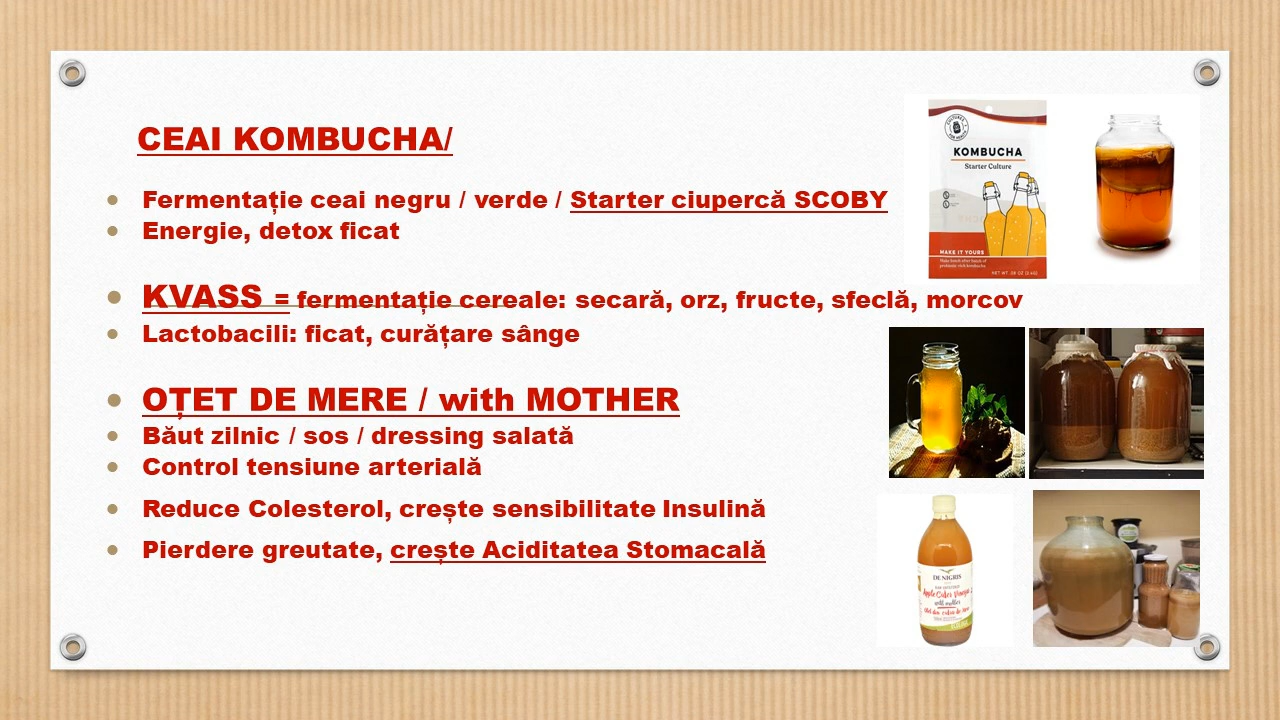 CEAI KOMBUCHA/
Fermentație ceai negru / verde / Starter ciupercă SCOBY
Energie, detox ficat
KVASS = fermentație cereale: secară, orz, fructe, sfeclă, morcov
Lactobacili: ficat, curățare sânge
OȚET DE MERE / with MOTHER
Băut zilnic / sos / dressing salată
Control tensiune arterială
Reduce Colesterol, crește sensibilitate Insulină
Pierdere greutate, crește Aciditatea Stomacală
KOMBUCHA
Starter Culture
MAKE IT YOURS
DE NIGRIS
Apple Cider Vinegar
with mother